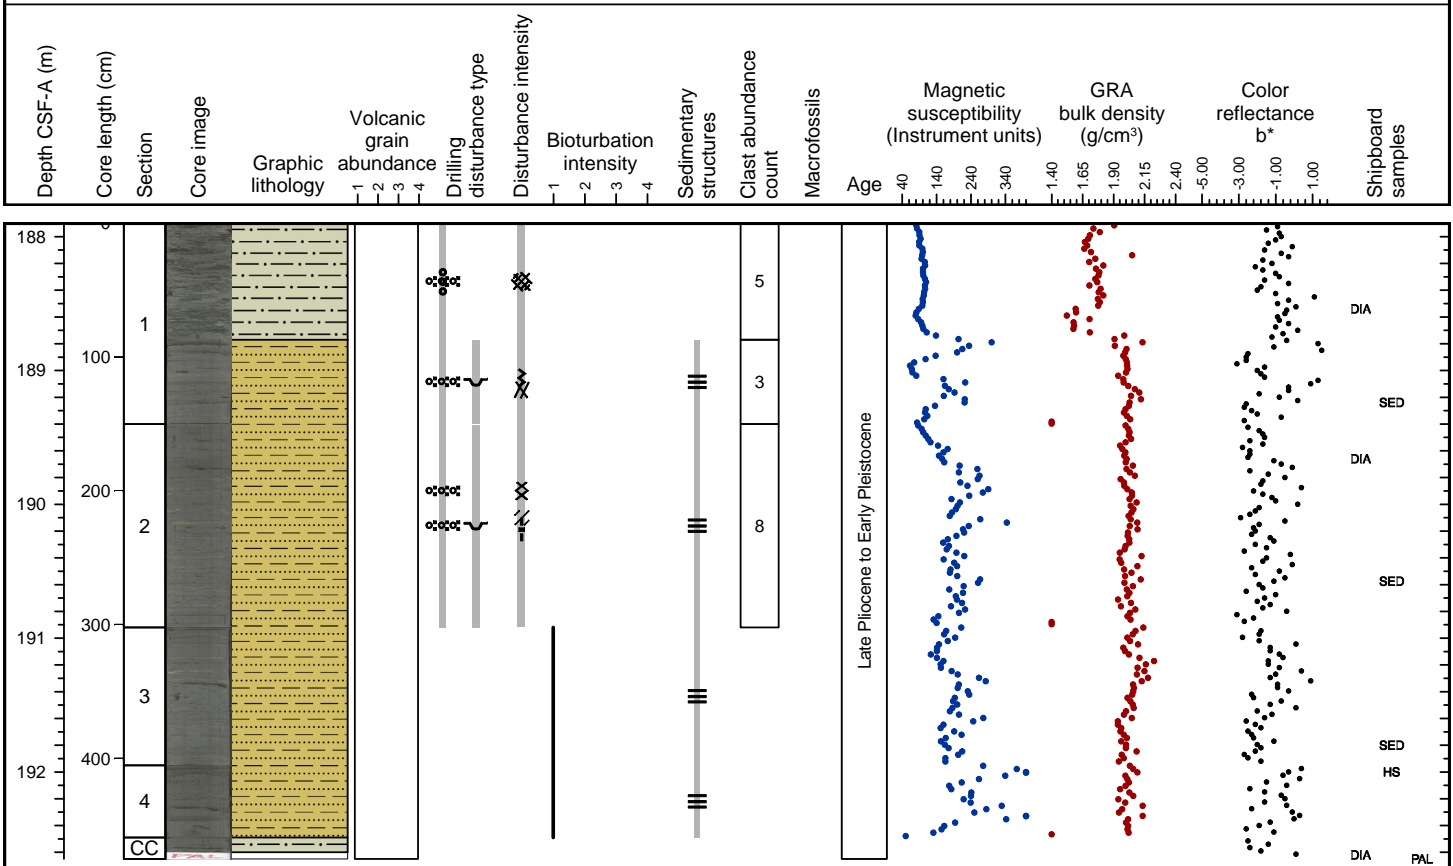 Depth CSF-A (m)
Core length (cm)
Section
Core image
Graphic
lithology
Volcanic
grain
abundance
1 2 3 4
Drilling
disturbance type
Disturbance intensity
Bioturbation
intensity
1 2 3 4
Sedimentary
structures
Clast abundance
count
Macrofossils
Age
Magnetic
susceptibility
(Instrument units)
40 140 240 340
GRA
bulk density
(g/cm³)
1.40 1.65 1.90 2.15 2.40
Color
reflectance
b*
-5.00 -3.00 -1.00 1.00
Shipboard
samples
188
0
5
DIA
1
100
189
3
SED
DIA
200
190
2
8
SED
300
191
Late Pliocene to Early Pleistocene
3
SED
400
192
HS
4
CC
PAL
DIA
PAL